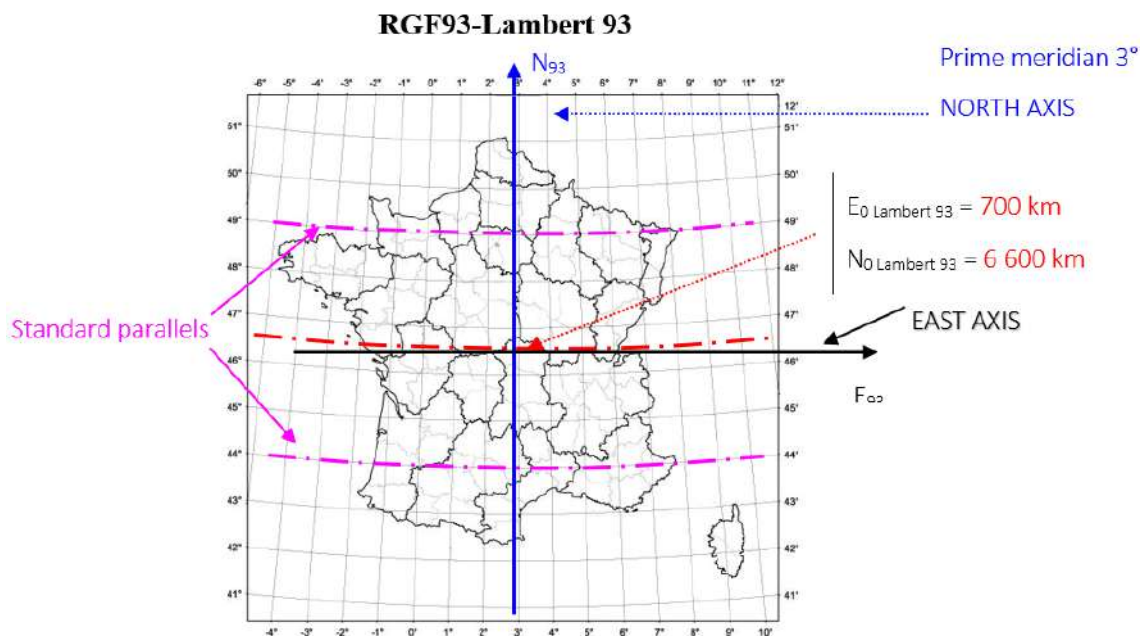 RGF93-Lambert 93
N93
Prime meridian 3°
-6° -5° -4° -3° -2° -1° 0° 1° 2° 3° 4° 5° 6° 7° 8° 9° 10° 11° 12°
12°
NORTH AXIS
51° 51°
50° 50°
E0 Lambert 93 = 700 km
49° 49°
N0 Lambert 93 = 6 600 km
48° 48°
Standard parallels
47° 47°
EAST AXIS
46° 46°
45° 45°
44° 44°
43° 43°
42° 42°
41° 41°
-4° -3° -2° -1° 0° 1° 2° 3° 4° 5° 6° 7° 8° 9° 10°